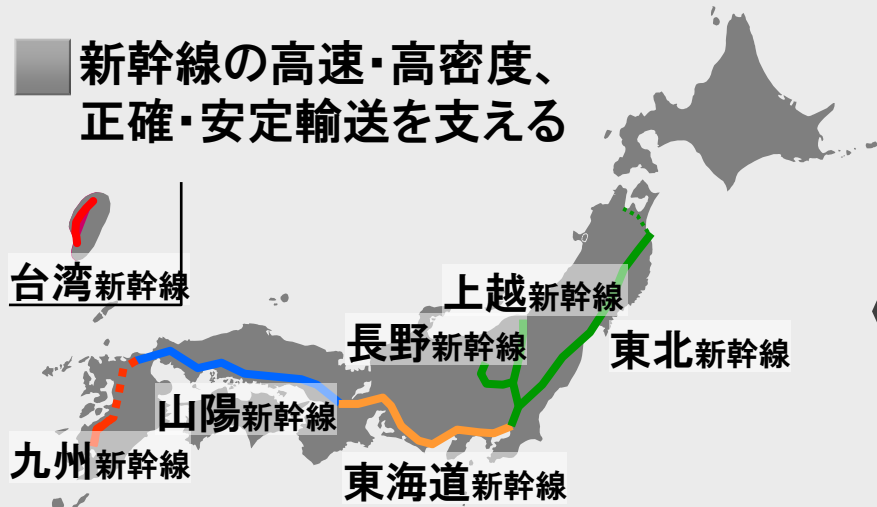 新幹線の高速・高密度、
正確・安定輸送を支える
台湾新幹線
上越新幹線
長野新幹線
東北新幹線
山陽新幹線
九州新幹線
東海道新幹線